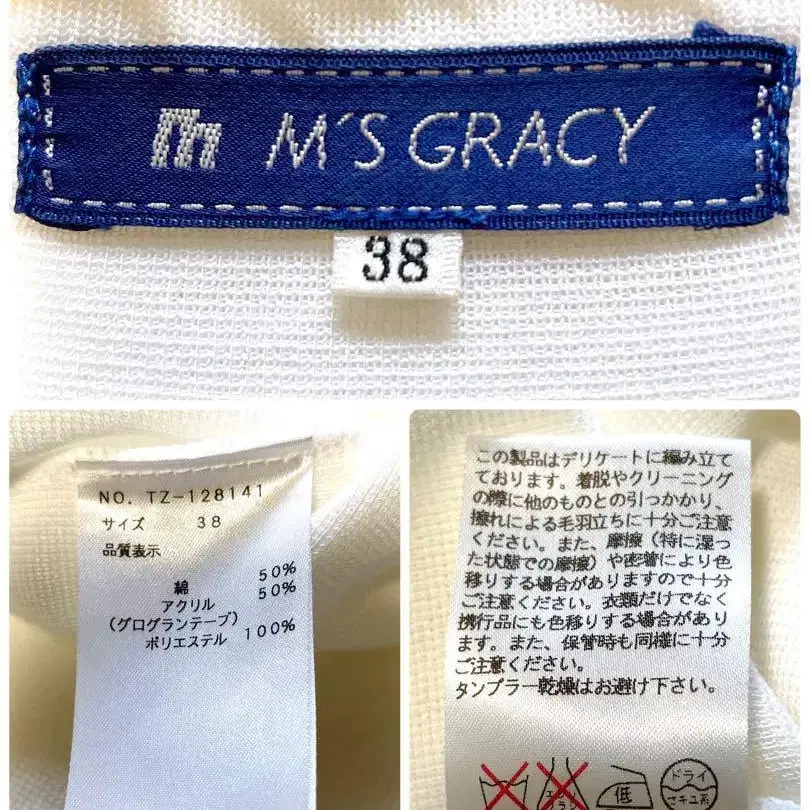 m M'S GRACY
38
NO. TZ-128141
サイズ 38
品質表示
綿 50%
アクリル 50%
(グログランテープ)
ポリエステル 100%
この製品はデリケートに編み立て
ております。着脱やクリーニング
の際に他のものとの引っかかり、
擦れによる毛羽立ちに十分ご注意
ください。また、摩擦（特に湿っ
た状態での摩擦）や密着により色
移りする場合がありますので十分
ご注意ください。衣類だけでなく
携行品にも色移りする場合があり
ます。また、保管時も同様に十分
ご注意ください。
タンブラー乾燥はお避け下さい。
低
ドライ